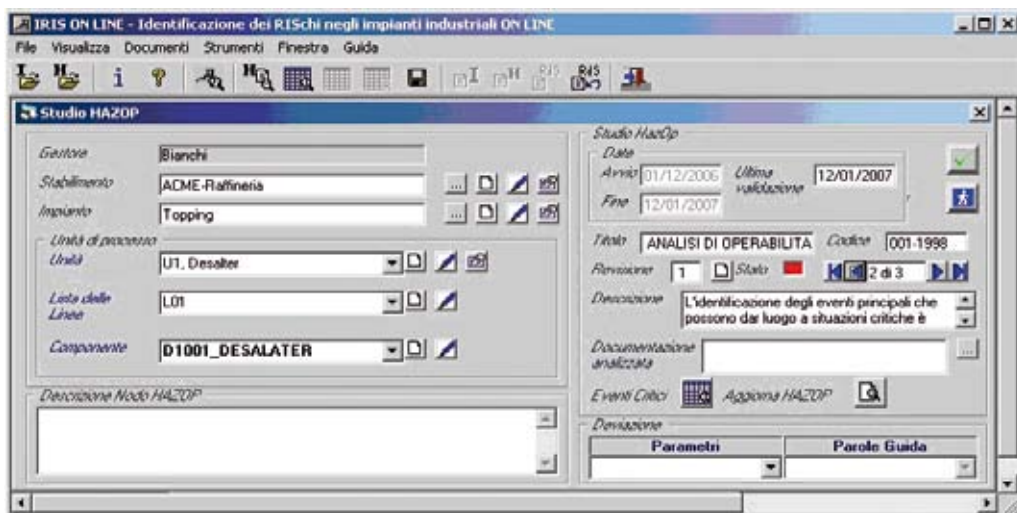 IRIS ON LINE - Identificazione dei RISchi negli impianti industriali ON LINE
File Visualizza Documenti Strumenti Finestra Guida
Studio HAZOP
Gestore Bianchi
Stabilimento ACME-Raffineria ...
Impianto Topping ...
Unità di processo
Unità U1, Desalter
Lista delle Linee L01
Componente D1001_DESALATER
Descrizione Nodo HAZOP
Studio HazOp
Date
Avvio 01/12/2006 Ultima validazione 12/01/2007
Fine 12/01/2007
Titolo ANALISI DI OPERABILITA Codice 001-1998
Revisione 1 Stato 2 di 3
Descrizione L'identificazione degli eventi principali che
possono dar luogo a situazioni critiche è
Documentazione analizzata ...
Eventi Critici Aggiorna HAZOP
Deviazione
Parametri Parole Guida